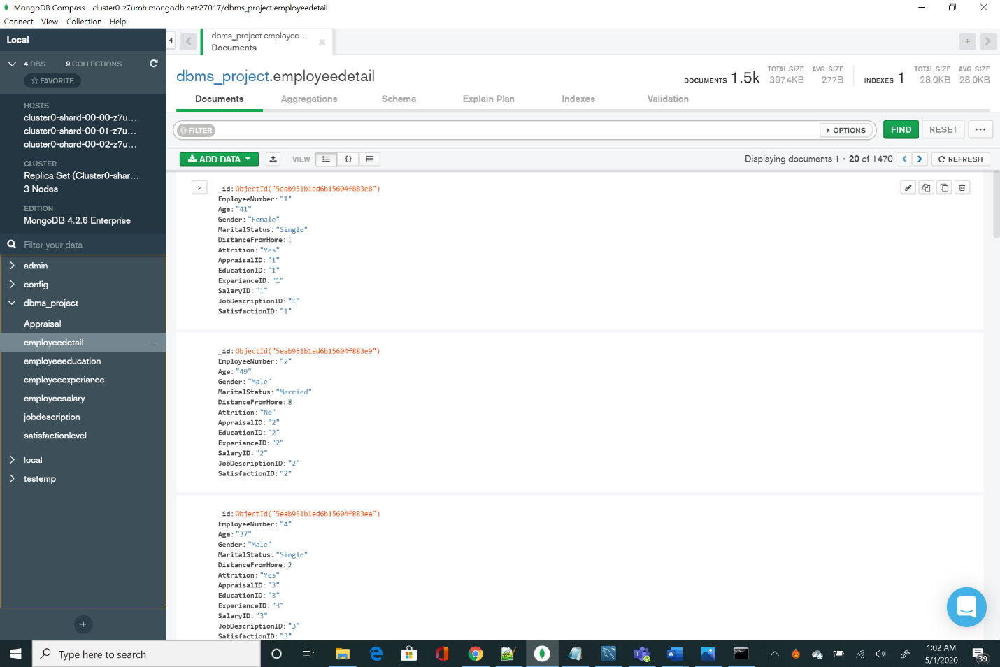 MongoDB Compass - cluster0-z7umh.mongodb.net:27017/dbms_project.employeedetail
Connect View Collection Help
Local
4 DBS 9 COLLECTIONS
FAVORITE
HOSTS
cluster0-shard-00-00-z7u...
cluster0-shard-00-01-z7u...
cluster0-shard-00-02-z7u...
CLUSTER
Replica Set (Cluster0-shar...
3 Nodes
EDITION
MongoDB 4.2.6 Enterprise
Filter your data
admin
config
dbms_project
Appraisal
employeedetail ...
employeeeducation
employeeexperiance
employeesalary
jobdescription
satisfactionlevel
local
testemp
dbms_project.employee...
Documents
dbms_project.employeedetail
DOCUMENTS 1.5k TOTAL SIZE 397.4KB AVG. SIZE 277B INDEXES 1 TOTAL SIZE 28.0KB AVG. SIZE 28.0KB
Documents Aggregations Schema Explain Plan Indexes Validation
FILTER OPTIONS FIND RESET ...
ADD DATA VIEW {} Displaying documents 1 - 20 of 1470 < > REFRESH
_id: ObjectId("5eab951b1ed6b15604f883e8")
EmployeeNumber: "1"
Age: "41"
Gender: "Female"
MaritalStatus: "Single"
DistanceFromHome: 1
Attrition: "Yes"
AppraisalID: "1"
EducationID: "1"
ExperianceID: "1"
SalaryID: "1"
JobDescriptionID: "1"
SatisfactionID: "1"
_id: ObjectId("5eab951b1ed6b15604f883e9")
EmployeeNumber: "2"
Age: "49"
Gender: "Male"
MaritalStatus: "Married"
DistanceFromHome: 8
Attrition: "No"
AppraisalID: "2"
EducationID: "2"
ExperianceID: "2"
SalaryID: "2"
JobDescriptionID: "2"
SatisfactionID: "2"
_id: ObjectId("5eab951b1ed6b15604f883ea")
EmployeeNumber: "4"
Age: "37"
Gender: "Male"
MaritalStatus: "Single"
DistanceFromHome: 2
Attrition: "Yes"
AppraisalID: "3"
EducationID: "3"
ExperianceID: "3"
SalaryID: "3"
JobDescriptionID: "3"
SatisfactionID: "3"
Type here to search
1:02 AM
5/1/2020
39